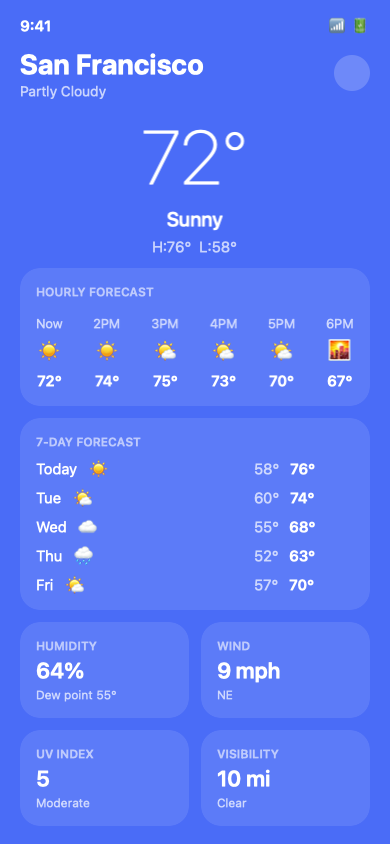 9:41
San Francisco
Partly Cloudy
72°
Sunny
H:76° L:58°
HOURLY FORECAST
Now 2PM 3PM 4PM 5PM 6PM
72° 74° 75° 73° 70° 67°
7-DAY FORECAST
Today 58° 76°
Tue 60° 74°
Wed 55° 68°
Thu 52° 63°
Fri 57° 70°
HUMIDITY
64%
Dew point 55°
WIND
9 mph
NE
UV INDEX
5
Moderate
VISIBILITY
10 mi
Clear